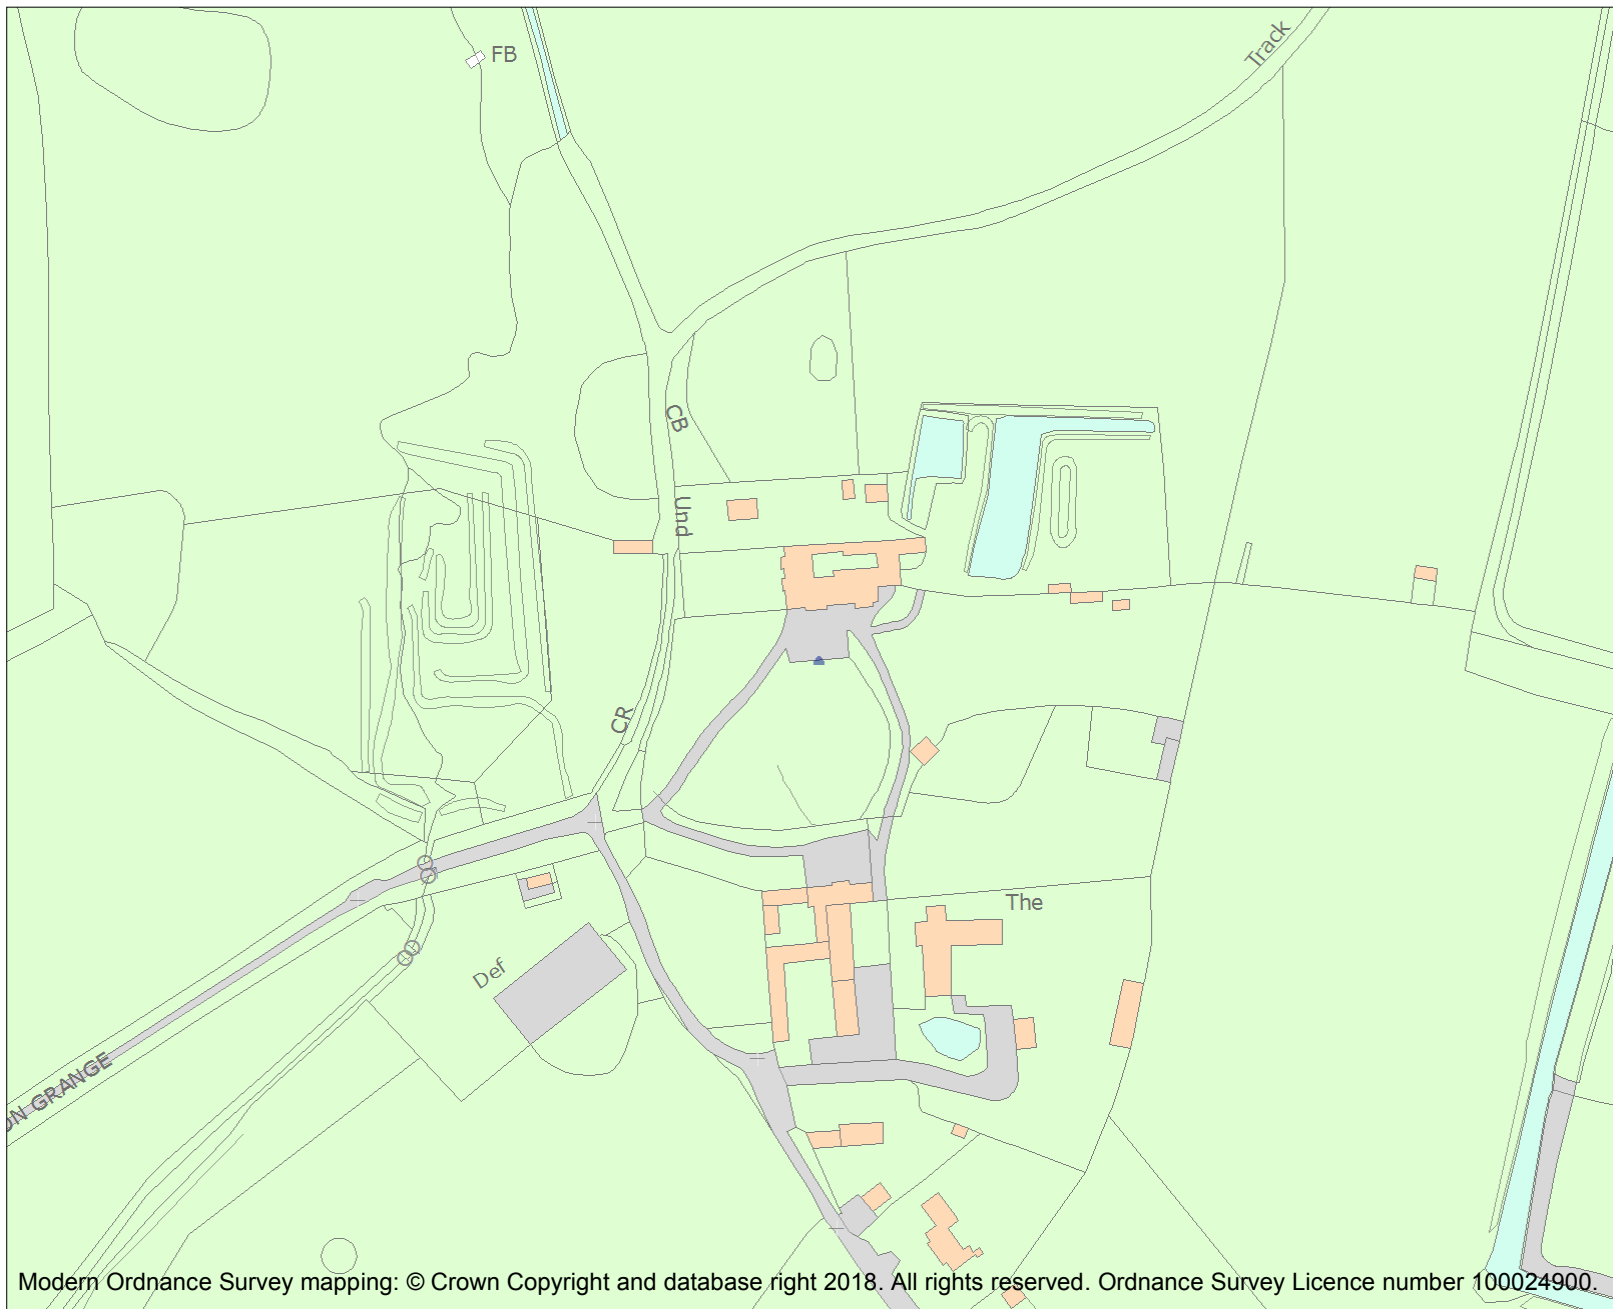 FB
Track
CB
Und
CR
The
Def
ON GRANGE
Modern Ordnance Survey mapping: © Crown Copyright and database right 2018. All rights reserved. Ordnance Survey Licence number 100024900.